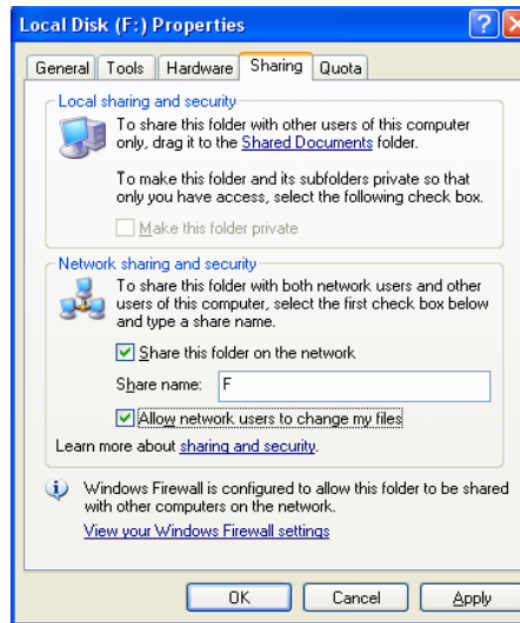 Local Disk (F:) Properties
General Tools Hardware Sharing Quota
Local sharing and security
To share this folder with other users of this computer
only, drag it to the Shared Documents folder.
To make this folder and its subfolders private so that
only you have access, select the following check box.
Make this folder private
Network sharing and security
To share this folder with both network users and other
users of this computer, select the first check box below
and type a share name.
Share this folder on the network
Share name: F
Allow network users to change my files
Learn more about sharing and security.
Windows Firewall is configured to allow this folder to be shared
with other computers on the network.
View your Windows Firewall settings
OK Cancel Apply